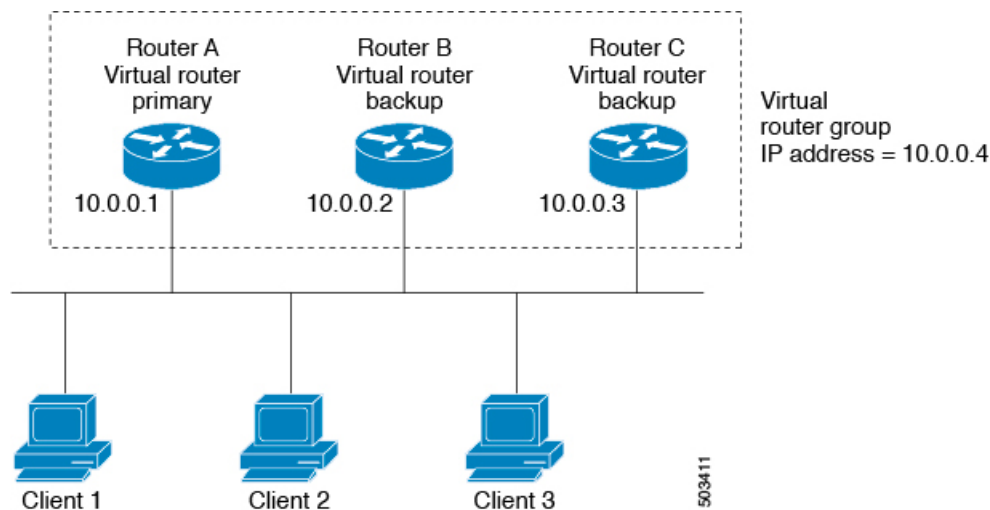 Router A
Virtual router
primary
Router B
Virtual router
backup
Router C
Virtual router
backup
Virtual
router group
IP address = 10.0.0.4
10.0.0.1
10.0.0.2
10.0.0.3
Client 1
Client 2
Client 3
503411